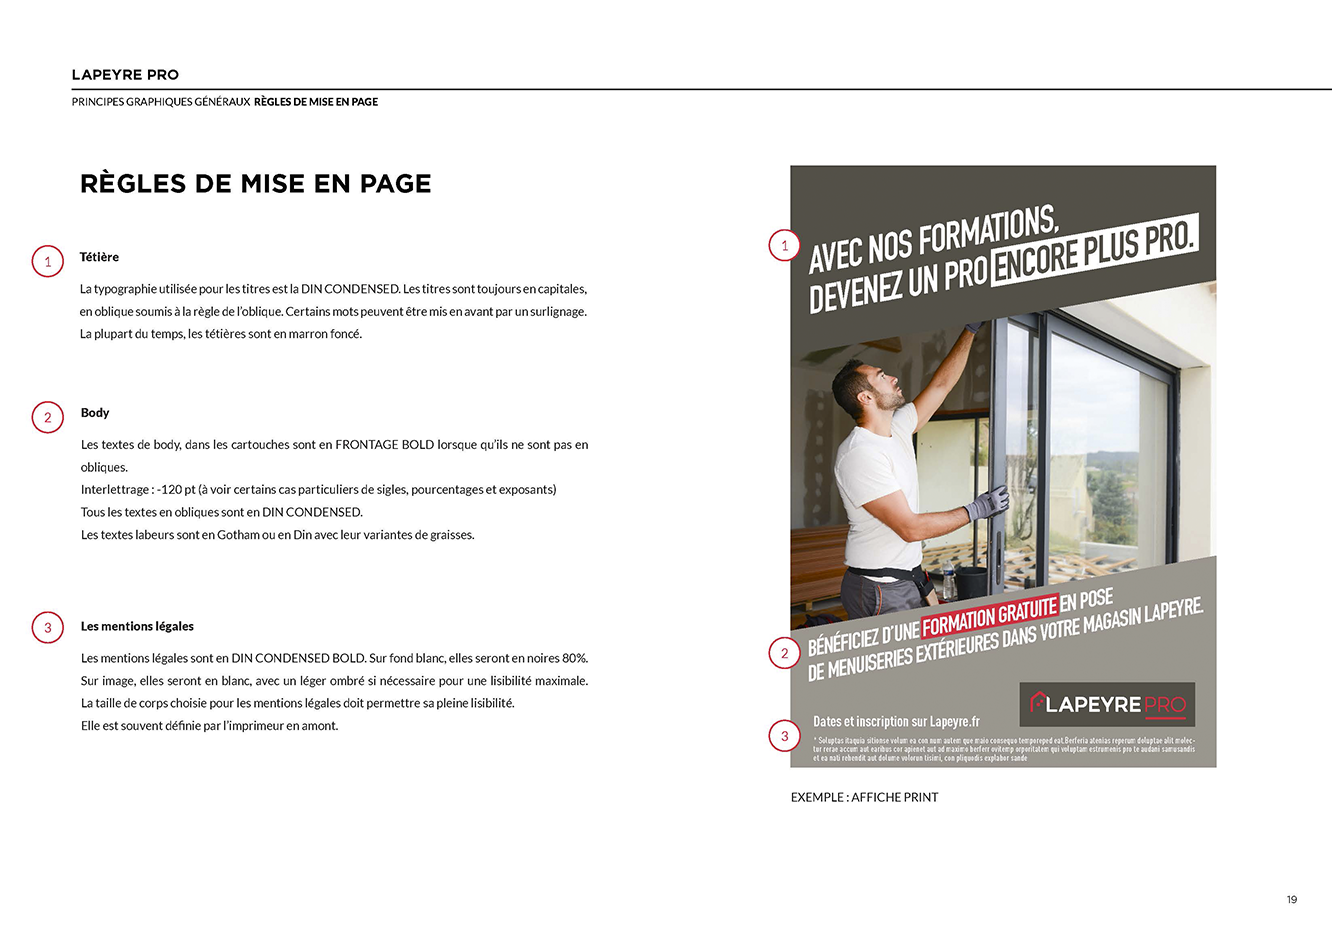 LAPEYRE PRO
PRINCIPES GRAPHIQUES GÉNÉRAUX RÈGLES DE MISE EN PAGE
RÈGLES DE MISE EN PAGE
1
Tétière
La typographie utilisée pour les titres est la DIN CONDENSED. Les titres sont toujours en capitales,
en oblique soumis à la règle de l'oblique. Certains mots peuvent être mis en avant par un surlignage.
La plupart du temps, les tétières sont en marron foncé.
2
Body
Les textes de body, dans les cartouches sont en FRONTAGE BOLD lorsque qu'ils ne sont pas en
obliques.
Interlettrage : -120 pt (à voir certains cas particuliers de sigles, pourcentages et exposants)
Tous les textes en obliques sont en DIN CONDENSED.
Les textes labeurs sont en Gotham ou en Din avec leur variantes de graisses.
3
Les mentions légales
Les mentions légales sont en DIN CONDENSED BOLD. Sur fond blanc, elles seront en noires 80%.
Sur image, elles seront en blanc, avec un léger ombré si nécessaire pour une lisibilité maximale.
La taille de corps choisie pour les mentions légales doit permettre sa pleine lisibilité.
Elle est souvent définie par l'imprimeur en amont.
1
AVEC NOS FORMATIONS,
DEVENEZ UN PRO ENCORE PLUS PRO.
2
BÉNÉFICIEZ D'UNE FORMATION GRATUITE EN POSE
DE MENUISERIES EXTÉRIEURES DANS VOTRE MAGASIN LAPEYRE.
LAPEYRE PRO
3
Dates et inscription sur Lapeyre.fr
* Soluptas itaquia sitionse volum ea con num autem que maio conseque tempereped eat.Berferia atenias reperum doluptae alit molec-
tur rerae accum aut earibus cor apienet aut ad maximo berferr ovitemp orporitatem qui voluptam estrumenis pro te audani samusandis
et ea nati rehendit aut dolume volorun tisimi, con pliquodis explabor sande
EXEMPLE : AFFICHE PRINT
19